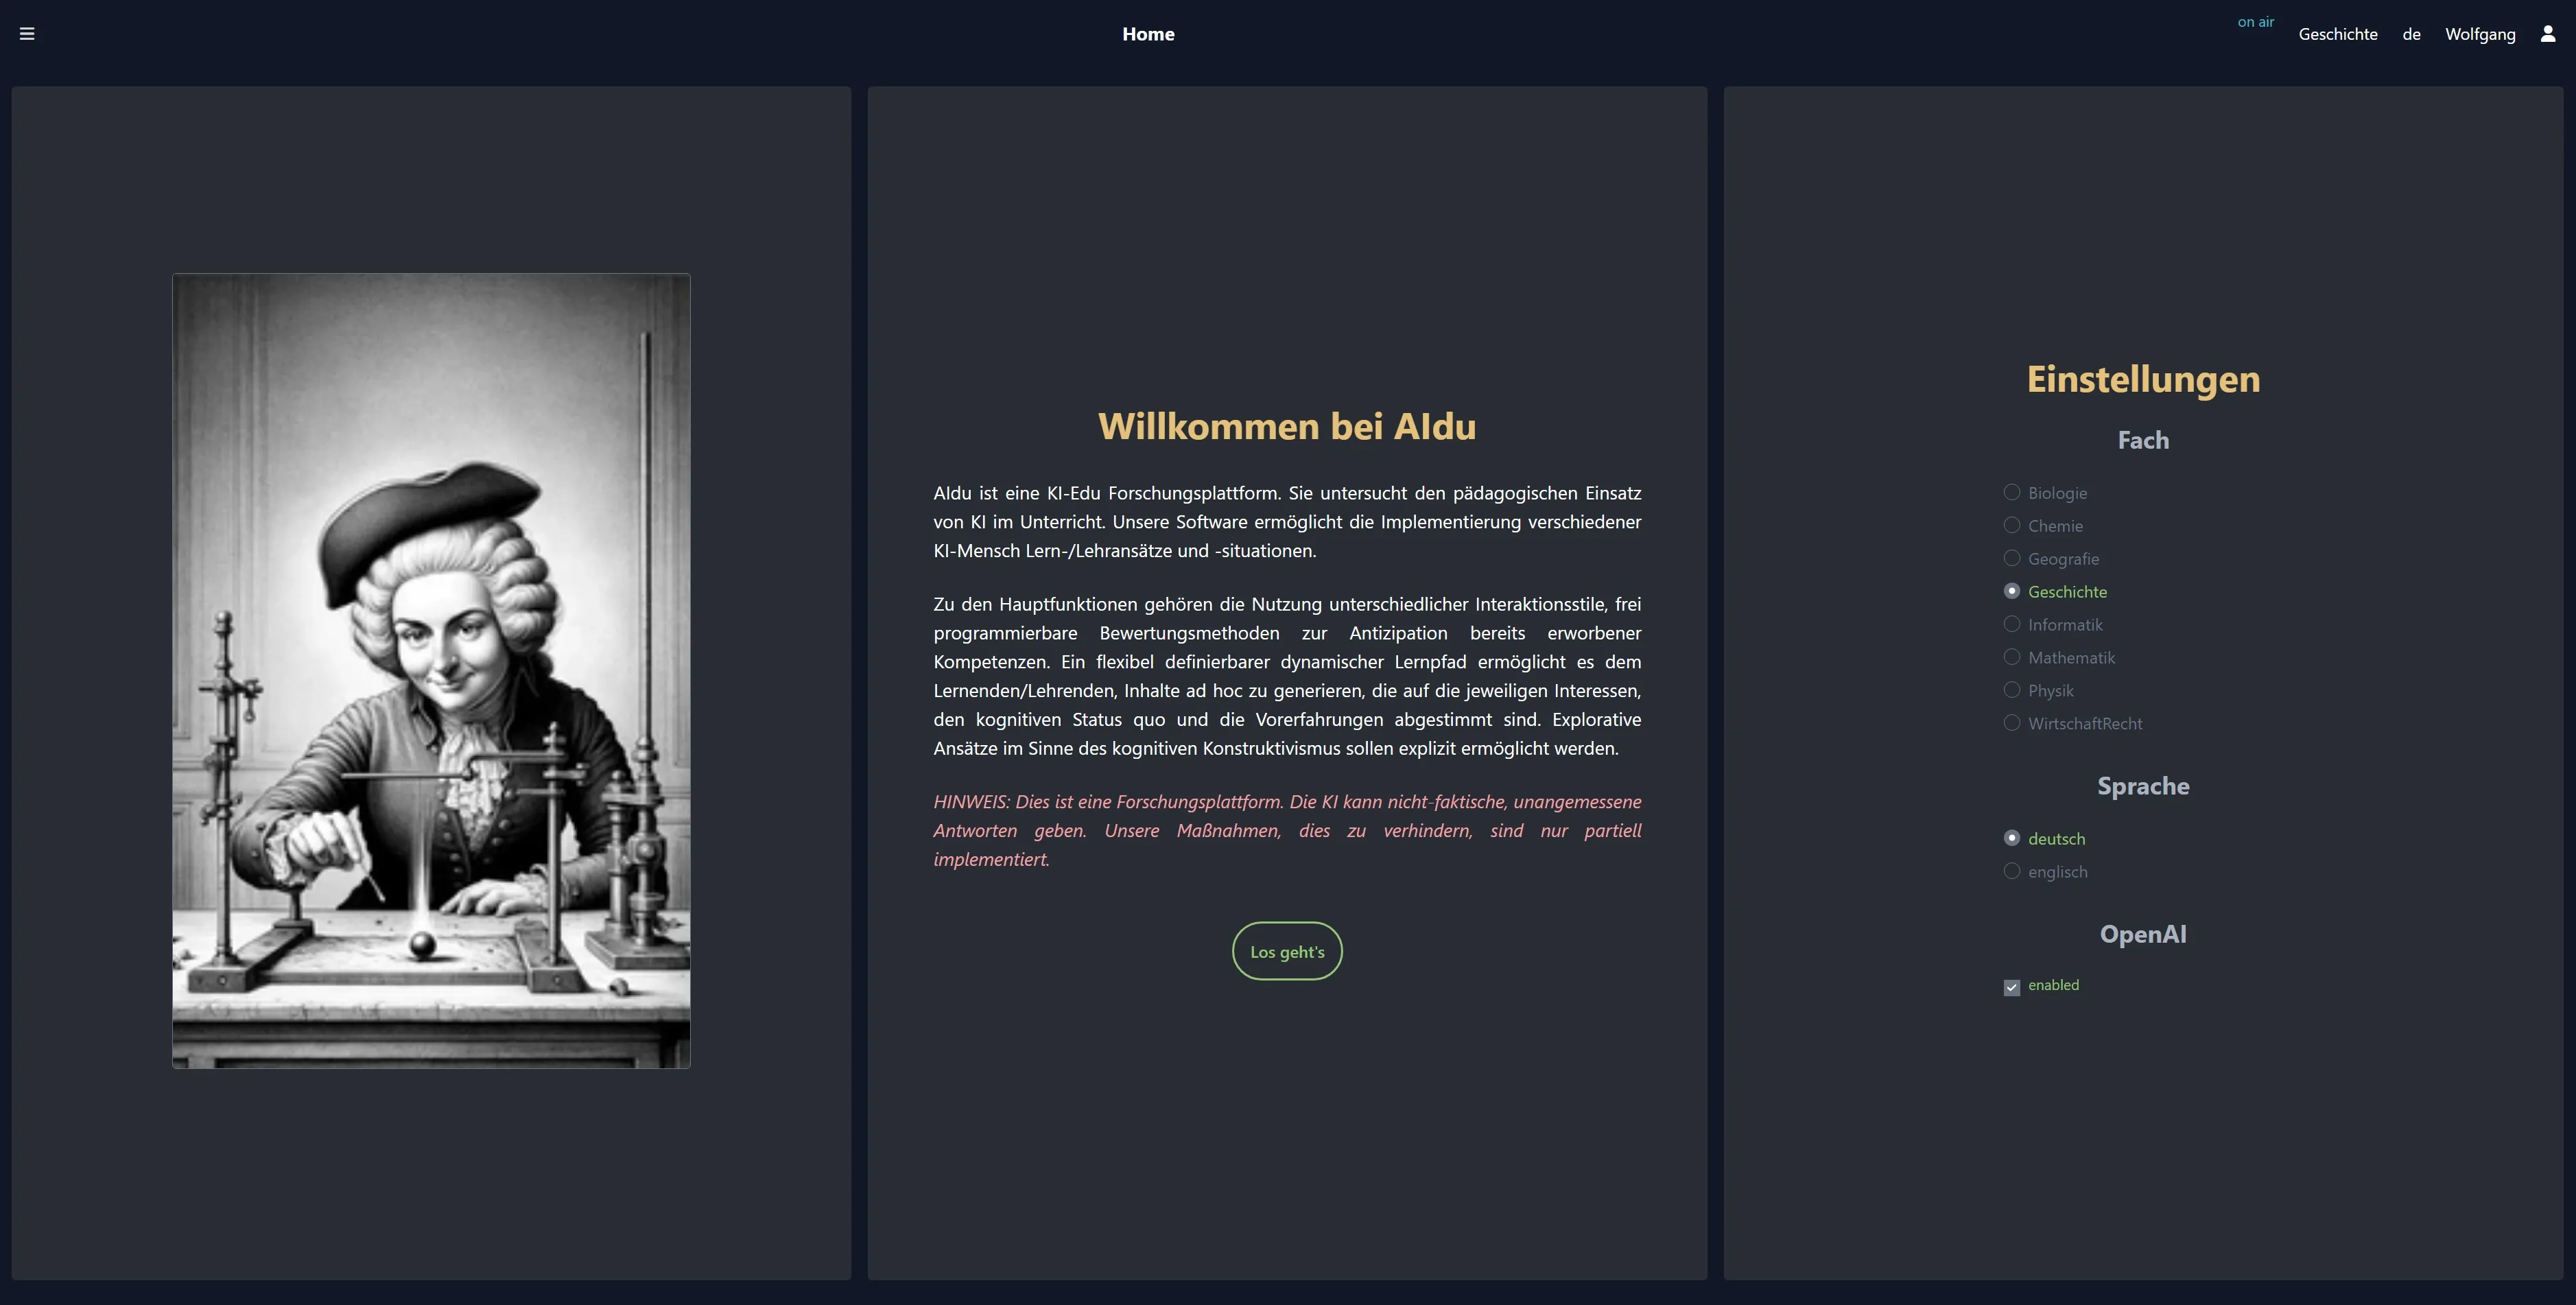 Home
on air
Geschichte
de
Wolfgang
Willkommen bei AIdu
AIdu ist eine KI-Edu Forschungsplattform. Sie untersucht den pädagogischen Einsatz
von KI im Unterricht. Unsere Software ermöglicht die Implementierung verschiedener
KI-Mensch Lern-/Lehransätze und -situationen.
Zu den Hauptfunktionen gehören die Nutzung unterschiedlicher Interaktionsstile, frei
programmierbare Bewertungsmethoden zur Antizipation bereits erworbener
Kompetenzen. Ein flexibel definierbarer dynamischer Lernpfad ermöglicht es dem
Lernenden/Lehrenden, Inhalte ad hoc zu generieren, die auf die jeweiligen Interessen,
den kognitiven Status quo und die Vorerfahrungen abgestimmt sind. Explorative
Ansätze im Sinne des kognitiven Konstruktivismus sollen explizit ermöglicht werden.
HINWEIS: Dies ist eine Forschungsplattform. Die KI kann nicht-faktische, unangemessene
Antworten geben. Unsere Maßnahmen, dies zu verhindern, sind nur partiell
implementiert.
Los geht's
Einstellungen
Fach
Biologie
Chemie
Geografie
Geschichte
Informatik
Mathematik
Physik
WirtschaftRecht
Sprache
deutsch
englisch
OpenAI
enabled